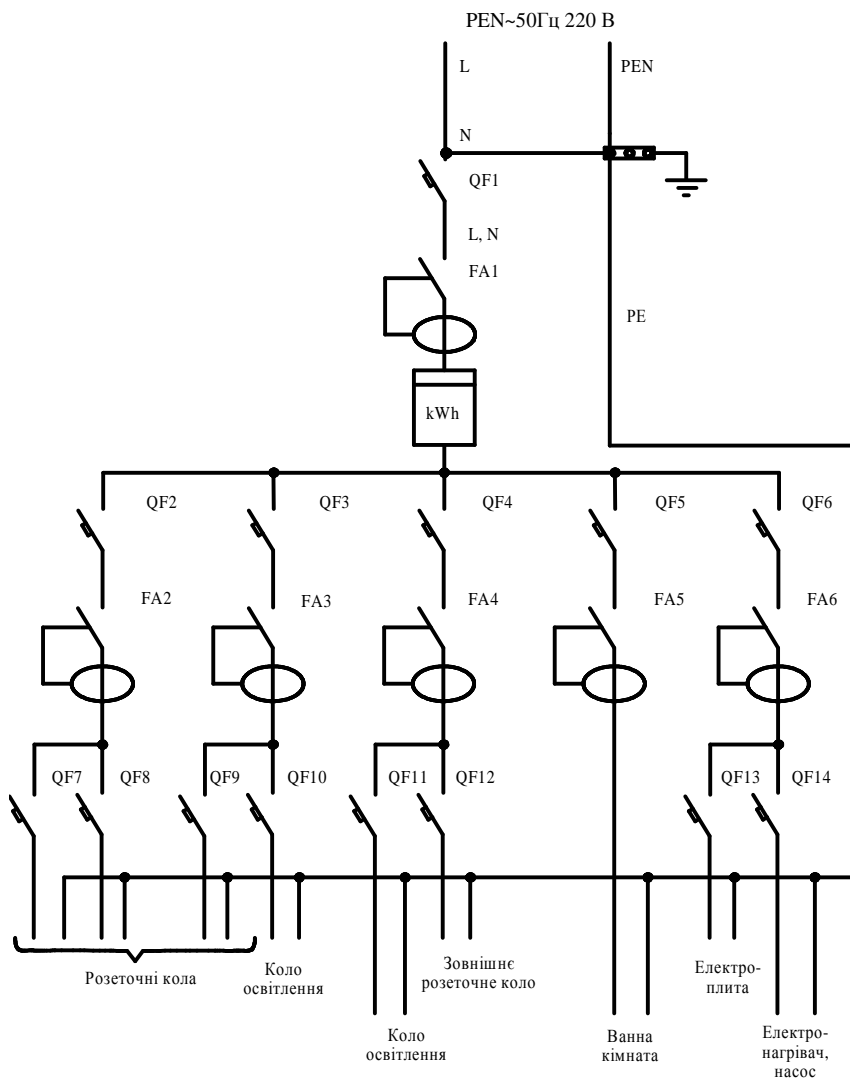 PEN~50Гц 220 В
L
PEN
N
QF1
L, N
FA1
PE
kWh
QF2
QF3
QF4
QF5
QF6
FA2
FA3
FA4
FA5
FA6
QF7
QF8
QF9
QF10
QF11
QF12
QF13
QF14
Розеточні кола
Коло
освітлення
Зовнішнє
розеточне коло
Електро-
плита
Коло
освітлення
Ванна
кімната
Електро-
нагрівач,
насос